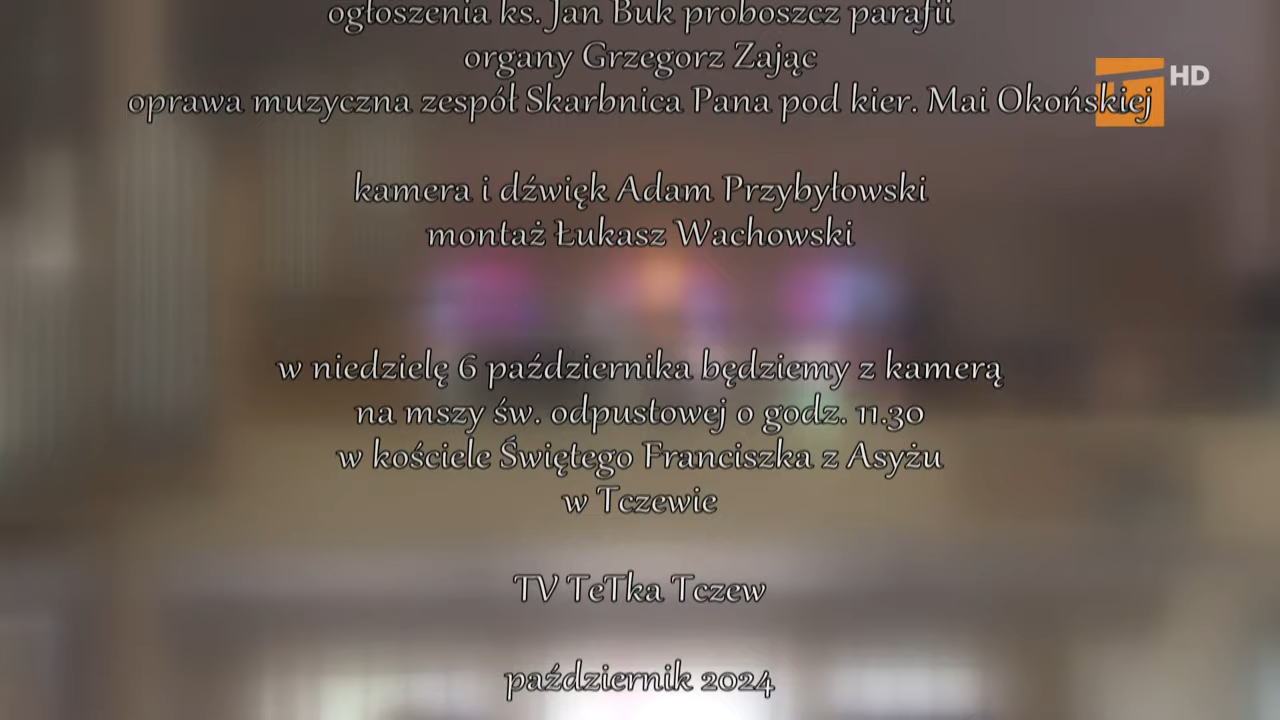 ogłoszenia ks. Jan Buk proboszcz parafii
organy Grzegorz Zając
HD
oprawa muzyczna zespół Skarbnica Pana pod kier. Mai Okońskiej
kamera i dźwięk Adam Przybyłowski
montaż Łukasz Wachowski
w niedzielę 6 października będziemy z kamerą
na mszy św. odpustowej o godz. 11.30
w kościele Świętego Franciszka z Asyżu
w Tczewie
TV TeTka Tczew
październik 2024